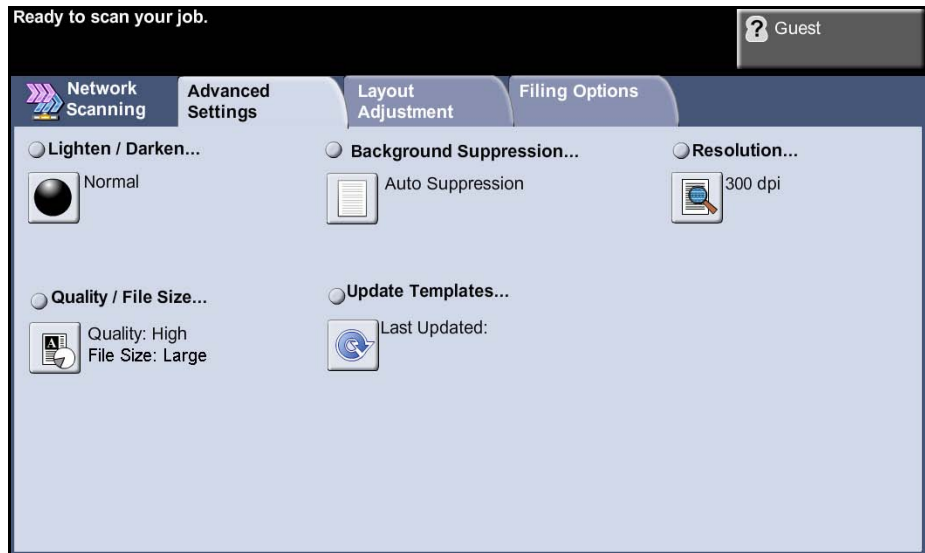 Ready to scan your job.
Guest
Network
Scanning
Advanced
Settings
Layout
Adjustment
Filing Options
Lighten / Darken...
Normal
Background Suppression...
Auto Suppression
Resolution...
300 dpi
Quality / File Size...
Quality: High
File Size: Large
Update Templates...
Last Updated: